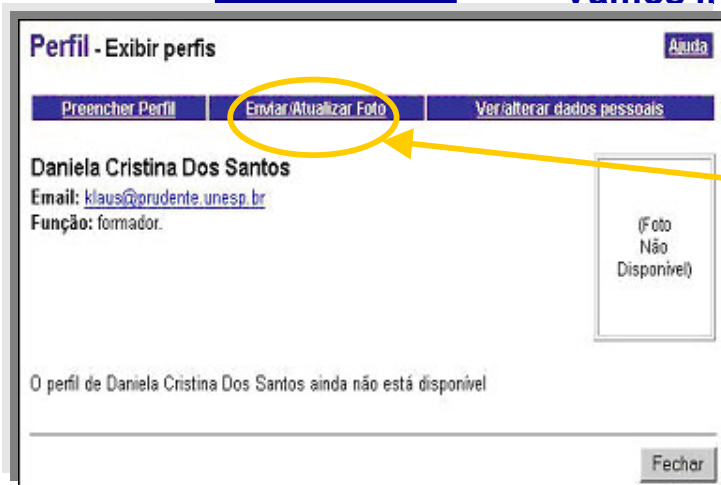 Vamos
Perfil - Exibir perfis
Ajuda
Preencher Perfil Enviar/Atualizar Foto Ver/alterar dados pessoais
Daniela Cristina Dos Santos
Email: klaus@prudente.unesp.br
Função: formador.
(Foto
Não
Disponível)
O perfil de Daniela Cristina Dos Santos ainda não está disponível
Fechar